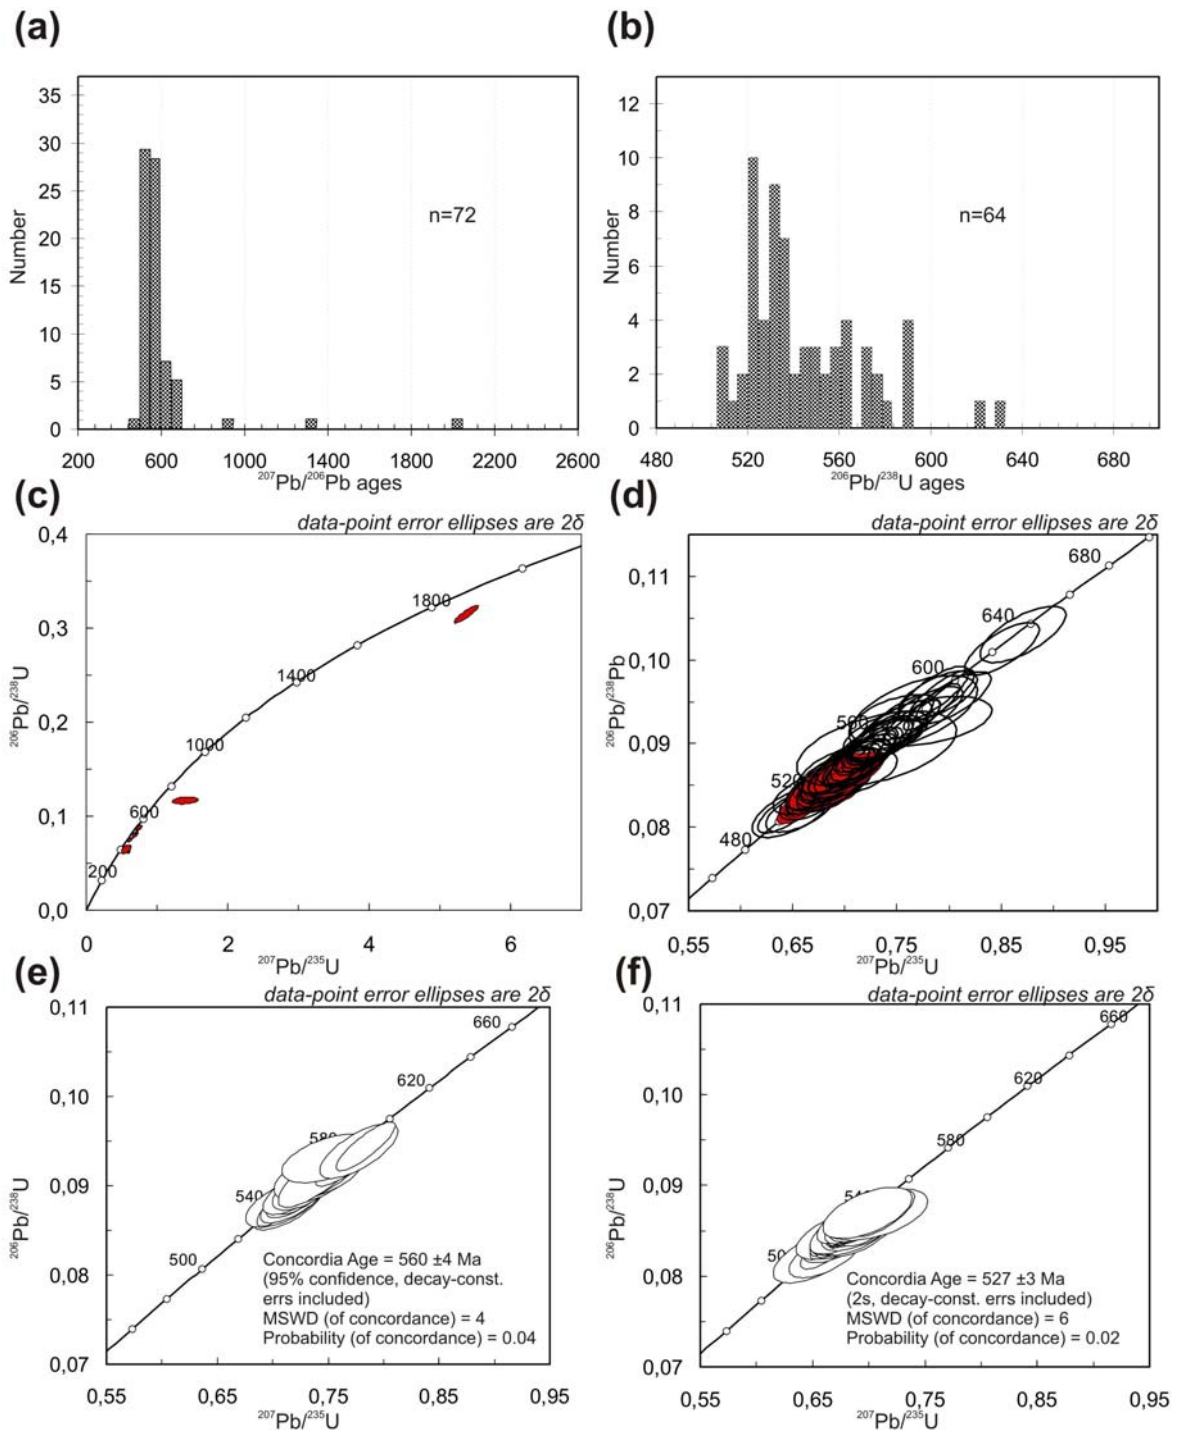 (a)
35
30
25
20
15
10
5
0
Number
n=72
200 600 1000 1400 1800 2200 2600
²⁰⁷Pb/²⁰⁶Pb ages
(b)
12
10
8
6
4
2
0
Number
n=64
480 520 560 600 640 680
²⁰⁶Pb/²³⁸U ages
(c)
data-point error ellipses are 2δ
0,4
0,3
0,2
0,1
0,0
²⁰⁶Pb/²³⁸U
1800
1400
1000
600
200
0 2 4 6
²⁰⁷Pb/²³⁵U
(d)
data-point error ellipses are 2δ
0,11
0,10
0,09
0,08
0,07
²⁰⁶Pb/²³⁸Pb
680
640
600
520
480
0,55 0,65 0,75 0,85 0,95
²⁰⁷Pb/²³⁵U
(e)
data-point error ellipses are 2δ
0,11
0,10
0,09
0,08
0,07
²⁰⁶Pb/²³⁸U
660
620
580
540
500
Concordia Age = 560 ±4 Ma
(95% confidence, decay-const.
errs included)
MSWD (of concordance) = 4
Probability (of concordance) = 0.04
0,55 0,65 0,75 0,85 0,95
²⁰⁷Pb/²³⁵U
(f)
data-point error ellipses are 2δ
0,11
0,10
0,09
0,08
0,07
²⁰⁶Pb/²³⁸U
660
620
580
Concordia Age = 527 ±3 Ma
(2s, decay-const. errs included)
MSWD (of concordance) = 6
Probability (of concordance) = 0.02
0,55 0,65 0,75 0,85 0,95
²⁰⁷Pb/²³⁵U